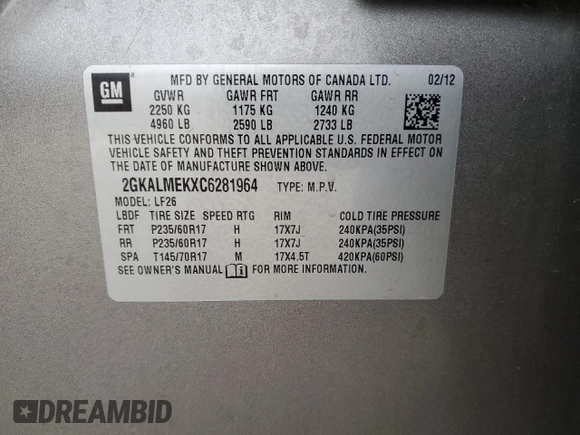 GM
MFD BY GENERAL MOTORS OF CANADA LTD. 02/12
GVWR GAWR FRT GAWR RR
2250 KG 1175 KG 1240 KG
4960 LB 2590 LB 2733 LB
THIS VEHICLE CONFORMS TO ALL APPLICABLE U.S. FEDERAL MOTOR
VEHICLE SAFETY AND THEFT PREVENTION STANDARDS IN EFFECT ON
THE DATE OF MANUFACTURE SHOWN ABOVE.
2GKALMEKXC6281964 TYPE: M.P.V.
MODEL: LF26
LBDF TIRE SIZE SPEED RTG RIM COLD TIRE PRESSURE
FRT P235/60R17 H 17X7J 240KPA(35PSI)
RR P235/60R17 H 17X7J 240KPA(35PSI)
SPA T145/70R17 M 17X4.5T 420KPA(60PSI)
SEE OWNER'S MANUAL FOR MORE INFORMATION.
DREAMBID